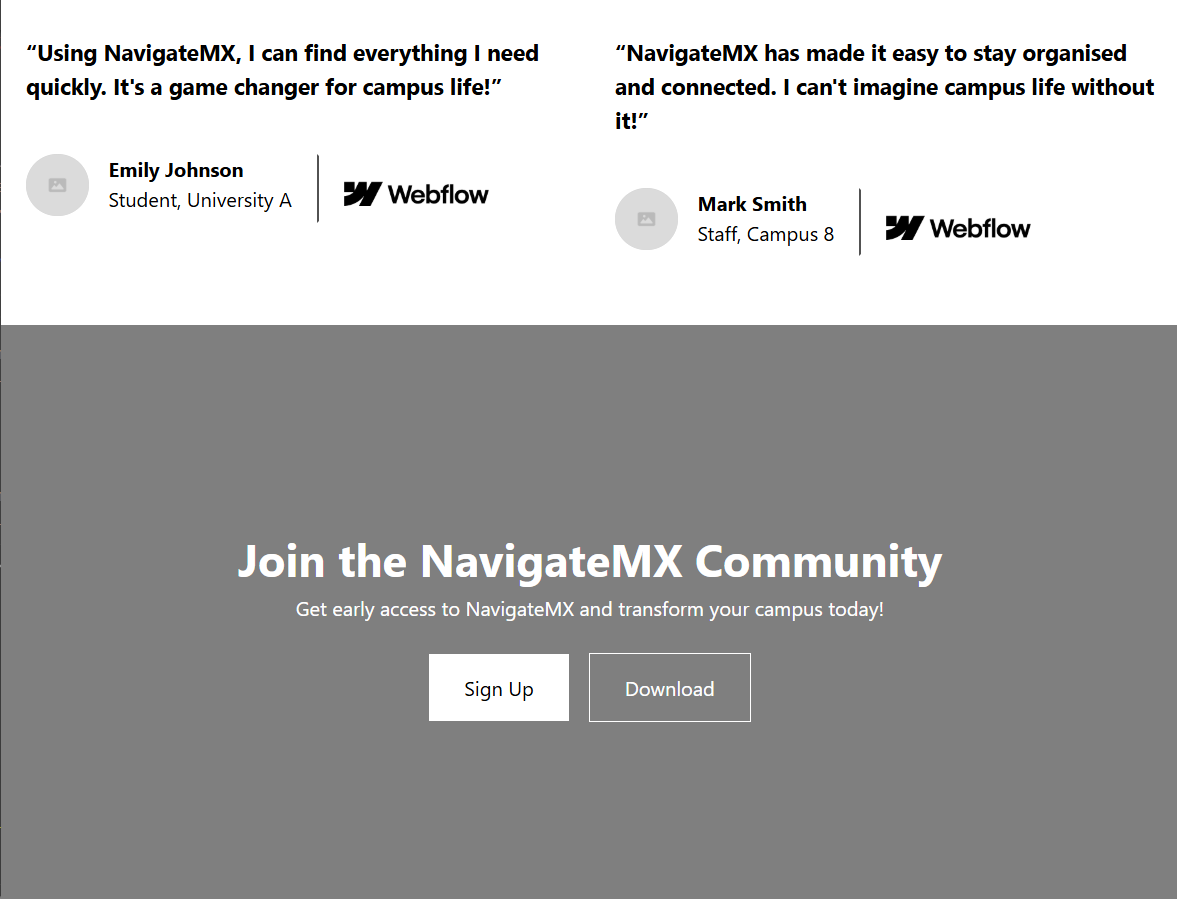 “Using NavigateMX, I can find everything I need
quickly. It's a game changer for campus life!”
Emily Johnson
Student, University A
Webflow
“NavigateMX has made it easy to stay organised
and connected. I can't imagine campus life without
it!”
Mark Smith
Staff, Campus 8
Webflow
Join the NavigateMX Community
Get early access to NavigateMX and transform your campus today!
Sign Up
Download